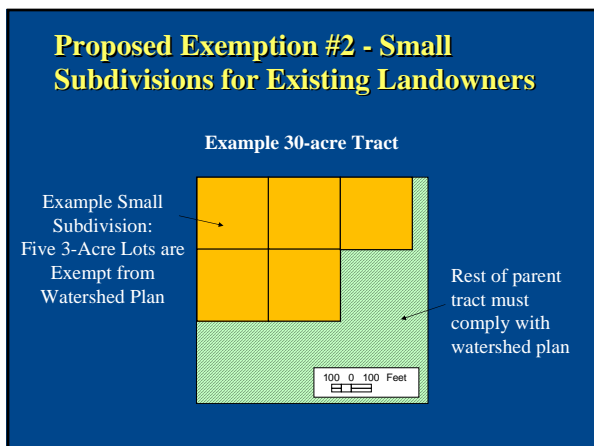 Proposed Exemption #2 - Small
Subdivisions for Existing Landowners
Example 30-acre Tract
Example Small
Subdivision:
Five 3-Acre Lots are
Exempt from
Watershed Plan
Rest of parent
tract must
comply with
watershed plan
100 0 100 Feet